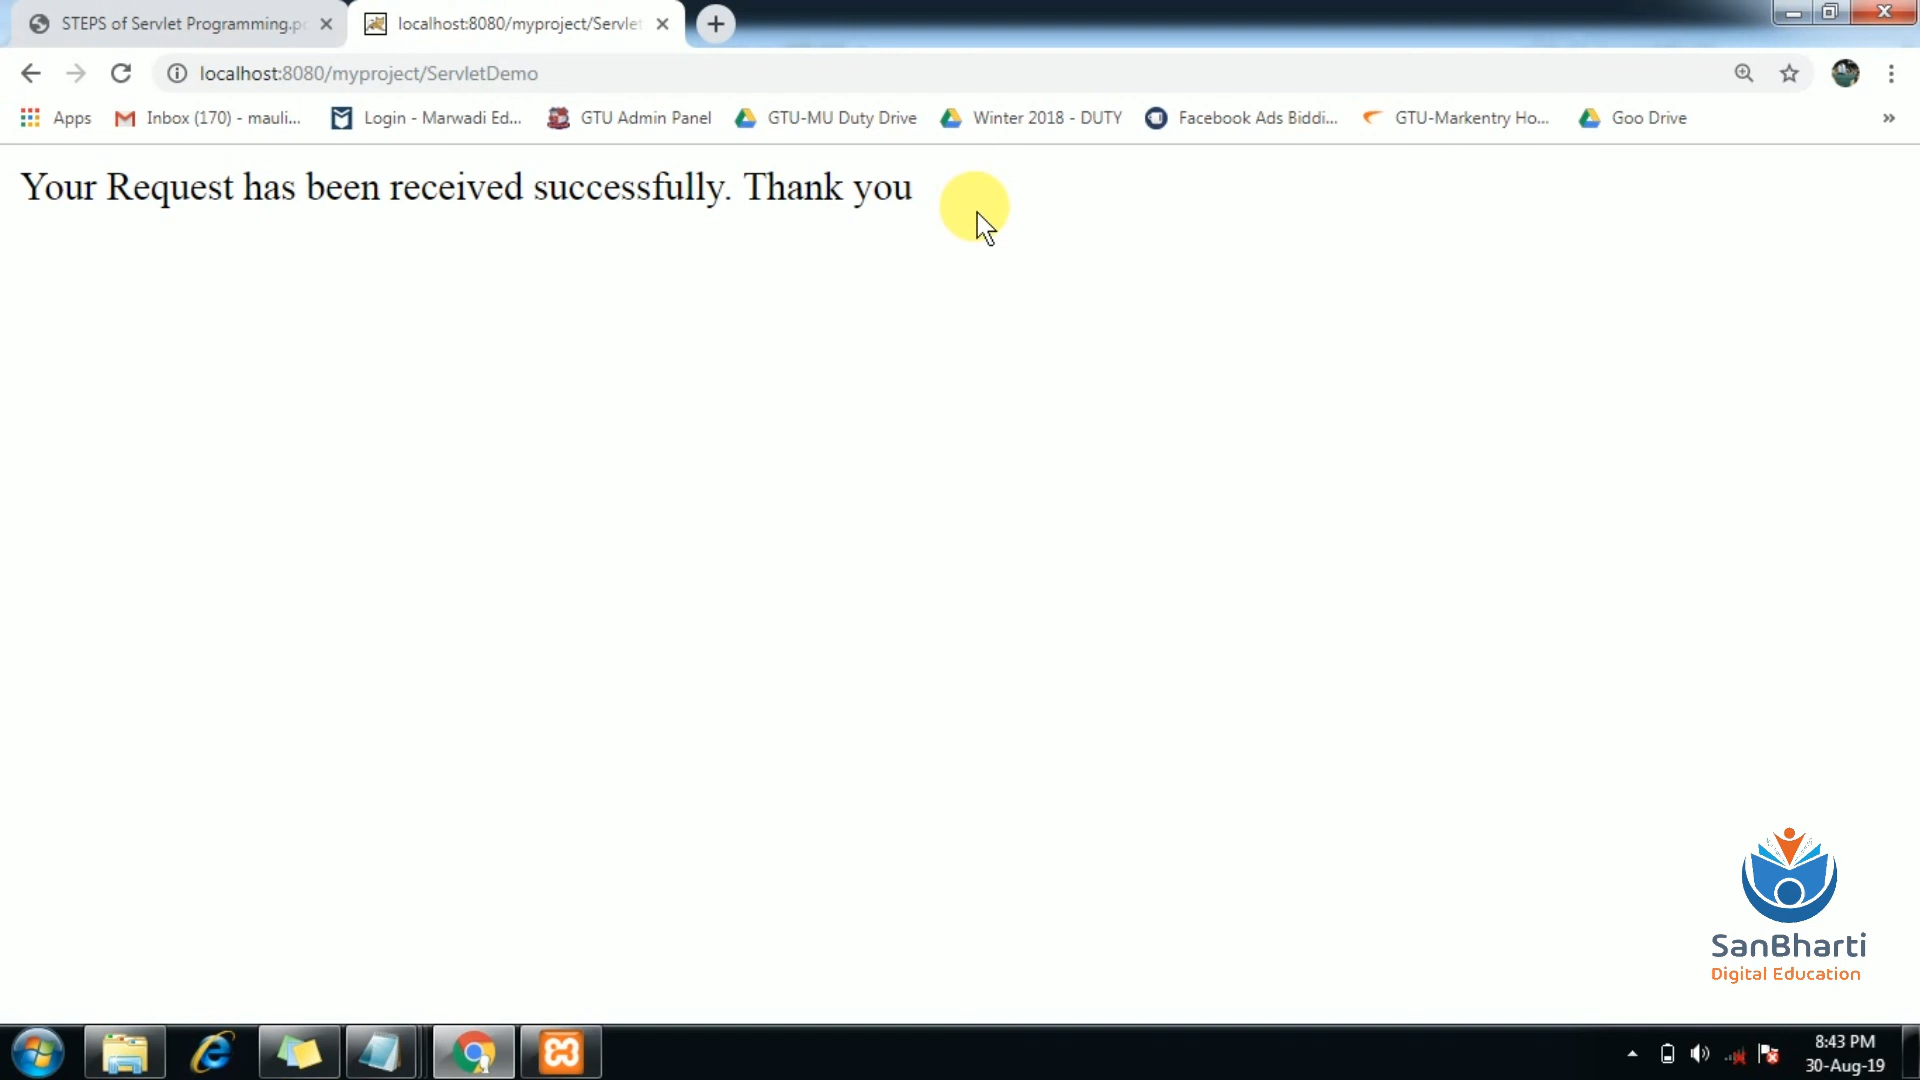 STEPS of Servlet Programming.p
localhost:8080/myproject/Servlet
localhost:8080/myproject/ServletDemo
Apps
Inbox (170) - mauli...
Login - Marwadi Ed...
GTU Admin Panel
GTU-MU Duty Drive
Winter 2018 - DUTY
Facebook Ads Biddi...
GTU-Markentry Ho...
Goo Drive
»
Your Request has been received successfully. Thank you
SanBharti
Digital Education
8:43 PM
30-Aug-19